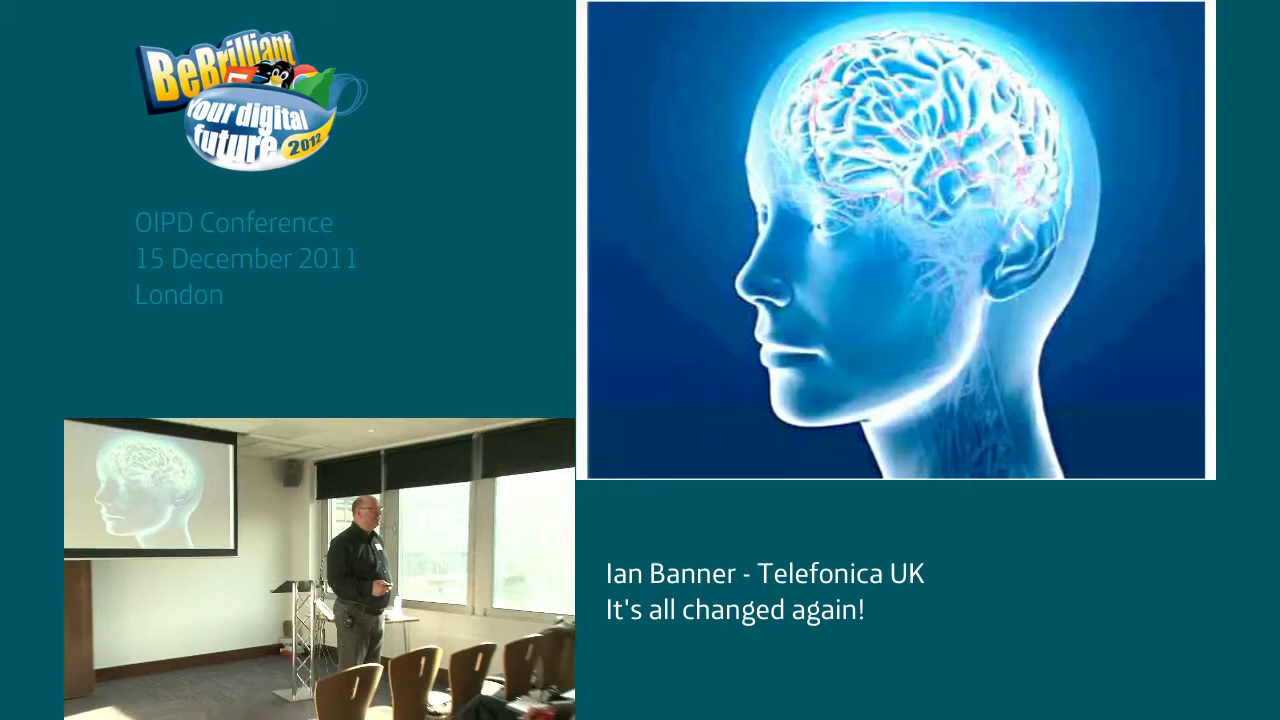 BeBrilliant
Your digital
future 2012
OIPD Conference
15 December 2011
London
Ian Banner - Telefonica UK
It's all changed again!